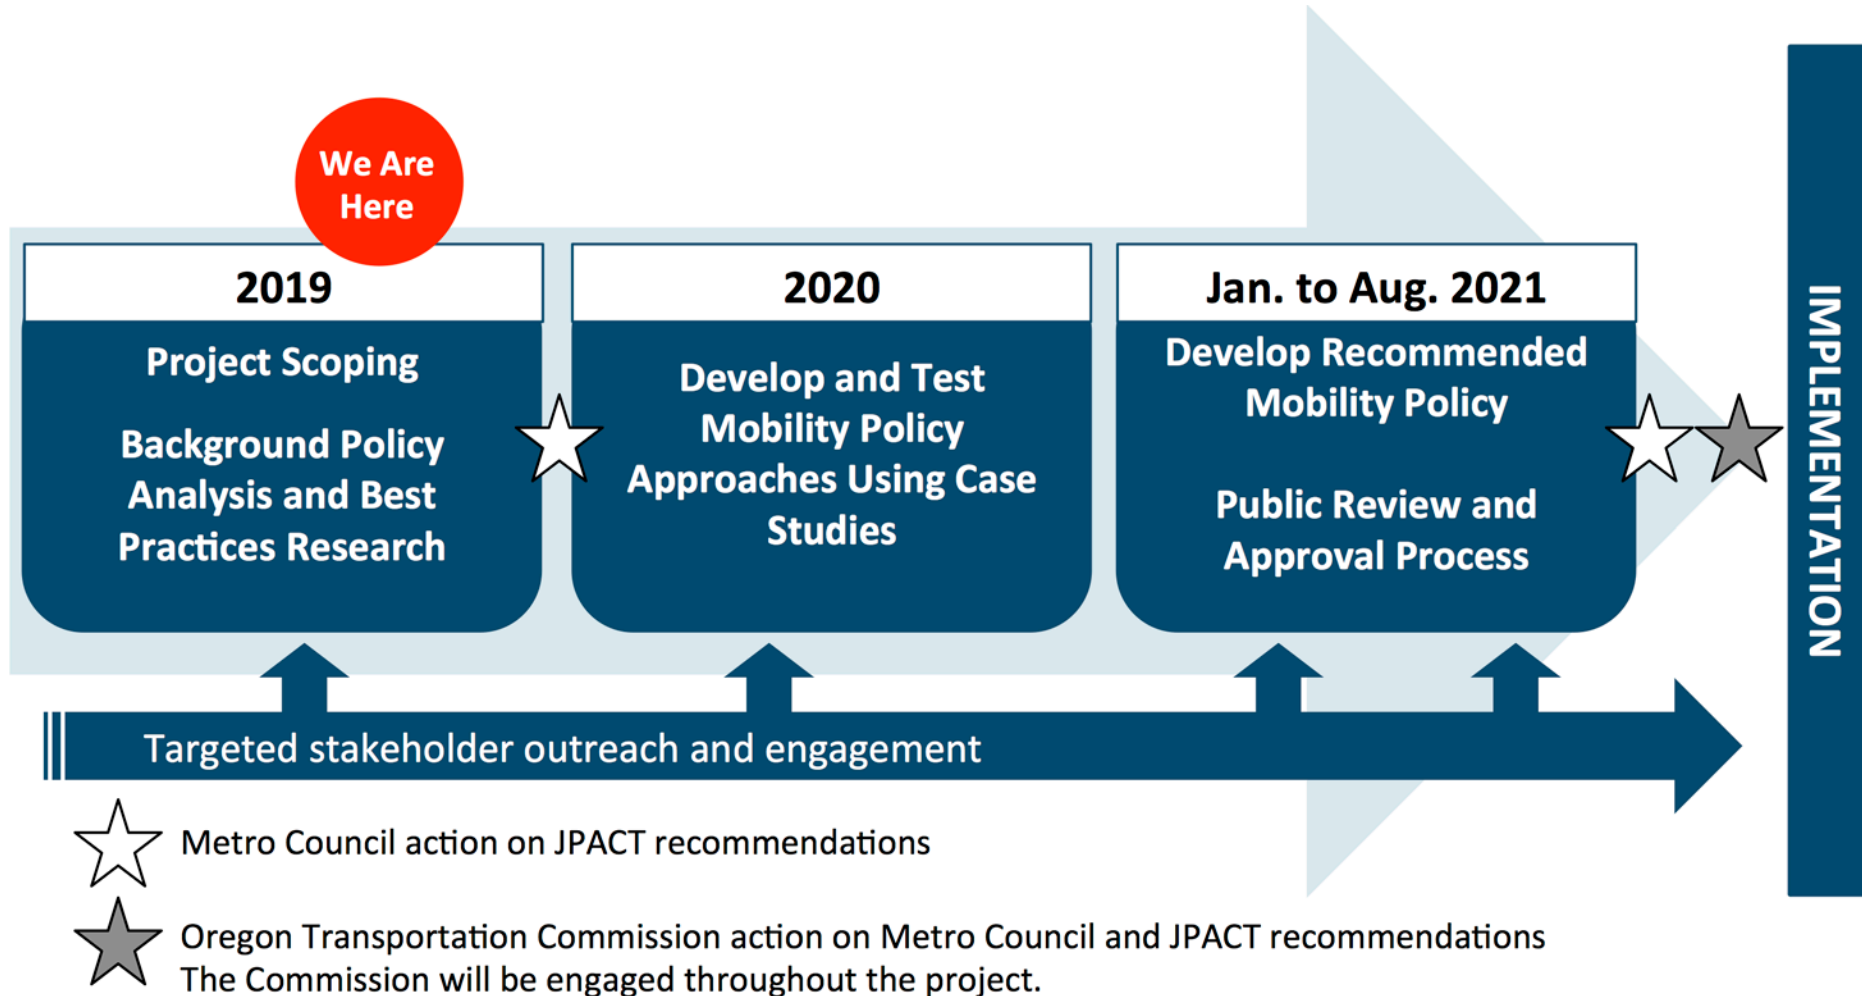 We Are
Here
2019
Project Scoping
Background Policy
Analysis and Best
Practices Research
2020
Develop and Test
Mobility Policy
Approaches Using Case
Studies
Jan. to Aug. 2021
Develop Recommended
Mobility Policy
Public Review and
Approval Process
IMPLEMENTATION
Targeted stakeholder outreach and engagement
Metro Council action on JPACT recommendations
Oregon Transportation Commission action on Metro Council and JPACT recommendations
The Commission will be engaged throughout the project.